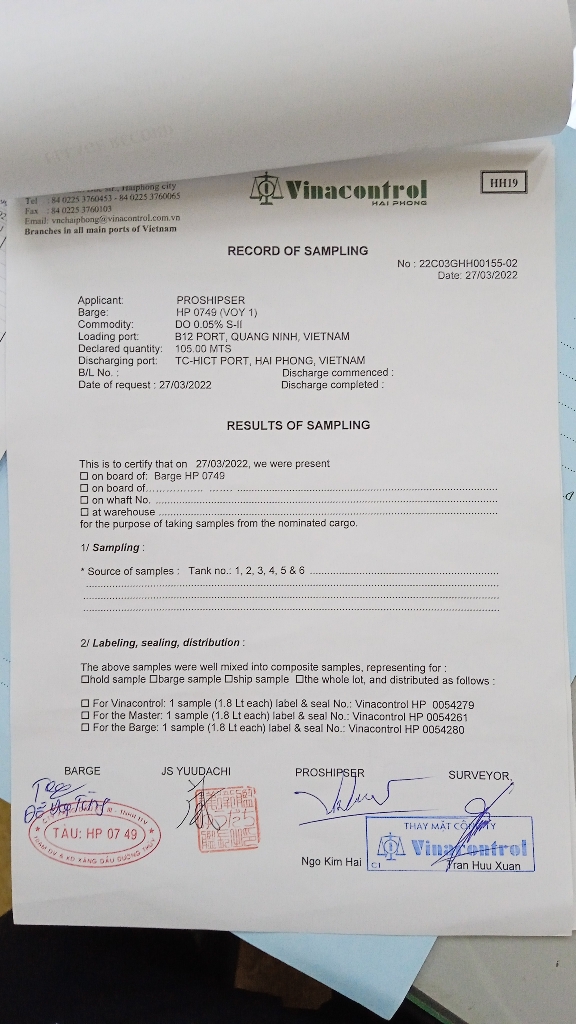 Haiphong city
Tel : 84 0225 3760453 - 84 0225 3760065
Fax : 84 0225 3760103
Email: vnchaiphong@vinacontrol.com.vn
Branches in all main ports of Vietnam
Vinacontrol
HAI PHONG
HH19
RECORD OF SAMPLING
No : 22C03GHH00155-02
Date: 27/03/2022
Applicant: PROSHIPSER
Barge: HP 0749 (VOY 1)
Commodity: DO 0.05% S-II
Loading port: B12 PORT, QUANG NINH, VIETNAM
Declared quantity: 105.00 MTS
Discharging port: TC-HICT PORT, HAI PHONG, VIETNAM
B/L No. : Discharge commenced :
Date of request : 27/03/2022 Discharge completed :
RESULTS OF SAMPLING
This is to certify that on 27/03/2022, we were present
☐ on board of: Barge HP 0749
☐ on board of
☐ on whaft No.
☐ at warehouse
for the purpose of taking samples from the nominated cargo.
1/ Sampling :
* Source of samples : Tank no.: 1, 2, 3, 4, 5 & 6
2/ Labeling, sealing, distribution :
The above samples were well mixed into composite samples, representing for :
☐hold sample ☐barge sample ☐ship sample ☐the whole lot, and distributed as follows :
☐ For Vinacontrol: 1 sample (1.8 Lt each) label & seal No.: Vinacontrol HP 0054279
☐ For the Master: 1 sample (1.8 Lt each) label & seal No.: Vinacontrol HP 0054261
☐ For the Barge: 1 sample (1.8 Lt each) label & seal No.: Vinacontrol HP 0054280
BARGE JS YUUDACHI PROSHIPSER SURVEYOR
TÀU: HP 07 49
THAY MẶT CÔNG TY
Vinacontrol
CI
Ngo Kim Hai
Tran Huu Xuan